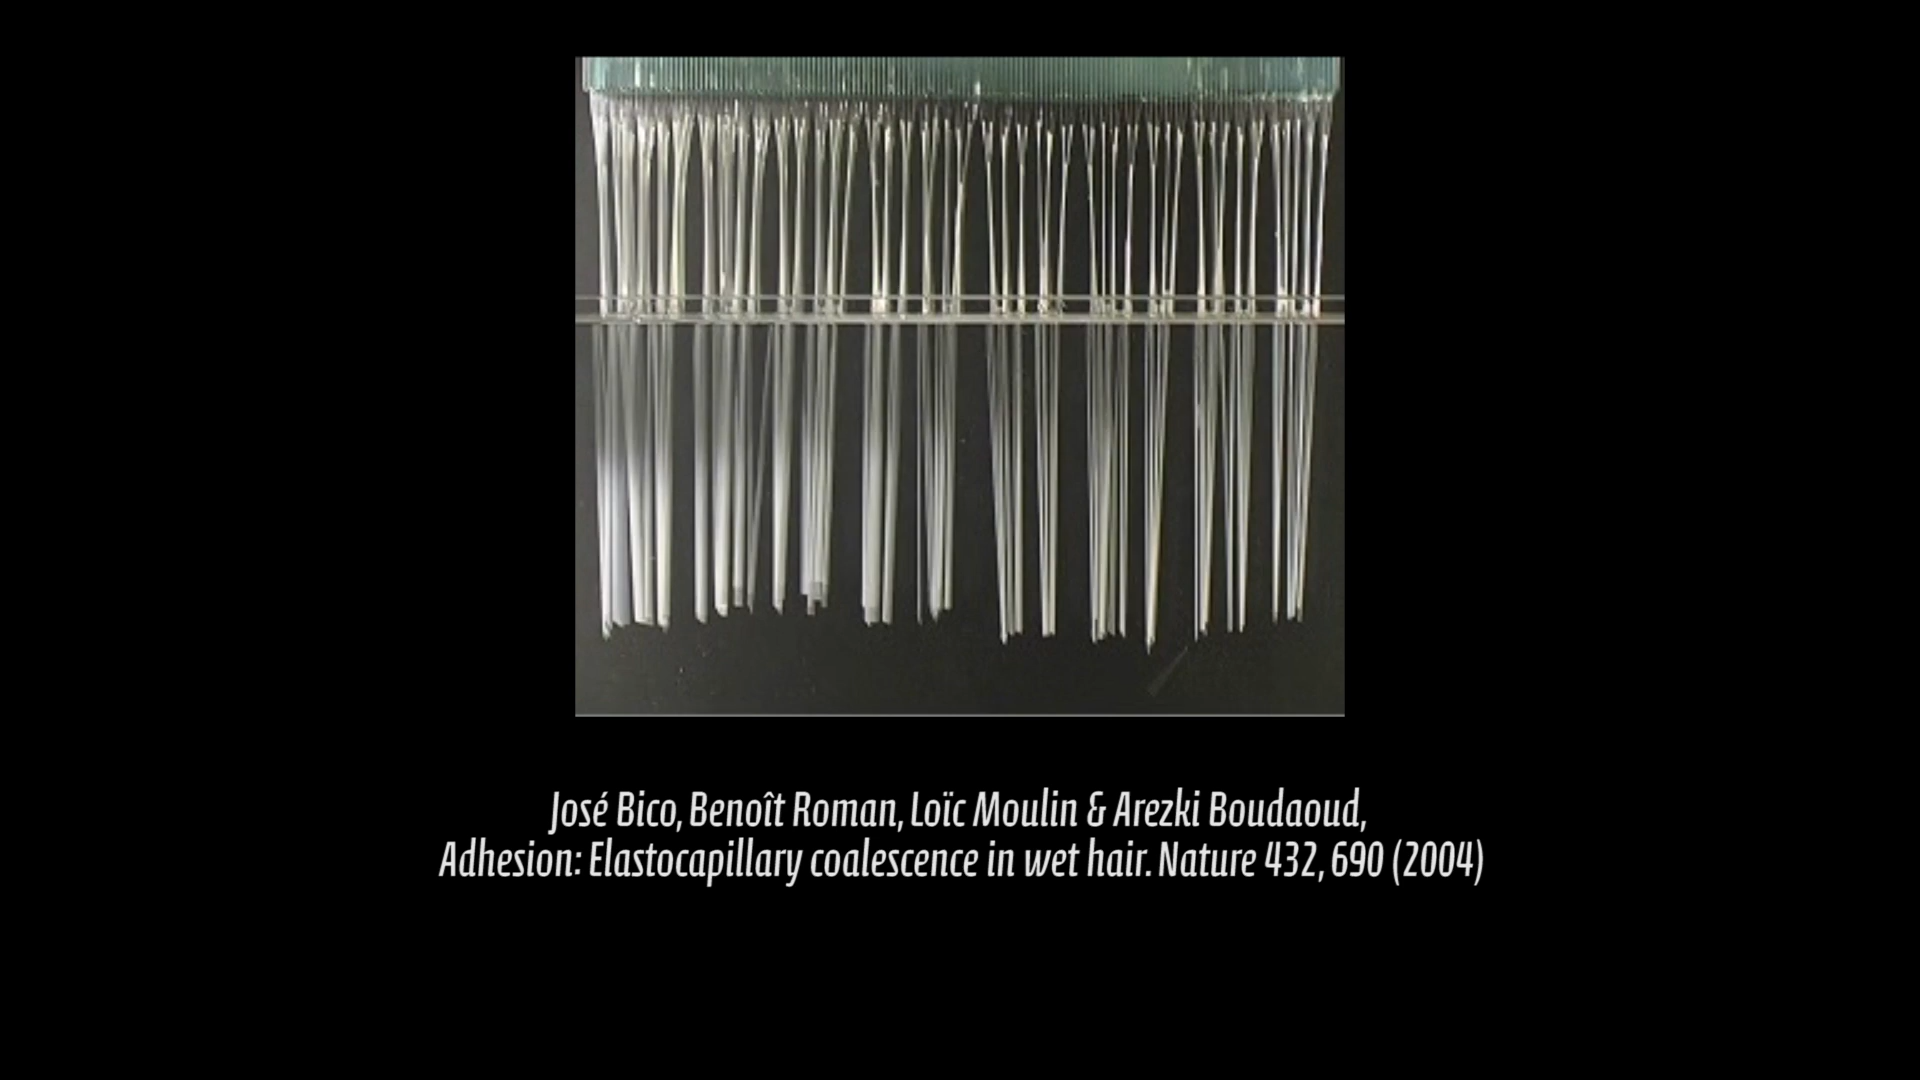 José Bico, Benoît Roman, Loïc Moulin & Arezki Boudaoud,
Adhesion: Elastocapillary coalescence in wet hair. Nature 432, 690 (2004)